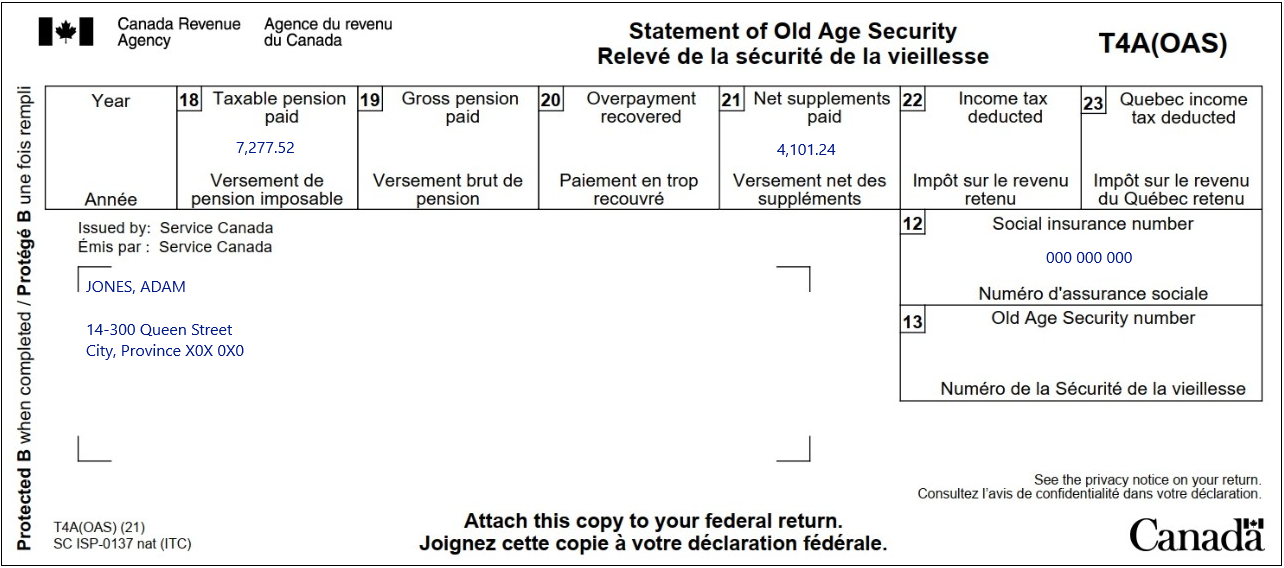 Canada Revenue Agency
Agence du revenu du Canada
Statement of Old Age Security
Relevé de la sécurité de la vieillesse
T4A(OAS)
Protected B when completed / Protégé B une fois rempli
Year
Année
18 Taxable pension paid
7,277.52
Versement de pension imposable
19 Gross pension paid
Versement brut de pension
20 Overpayment recovered
Paiement en trop recouvré
21 Net supplements paid
4,101.24
Versement net des suppléments
22 Income tax deducted
Impôt sur le revenu retenu
23 Quebec income tax deducted
Impôt sur le revenu du Québec retenu
Issued by: Service Canada
Émis par : Service Canada
12 Social insurance number
000 000 000
Numéro d'assurance sociale
JONES, ADAM
14-300 Queen Street
City, Province X0X 0X0
13 Old Age Security number
Numéro de la Sécurité de la vieillesse
See the privacy notice on your return.
Consultez l'avis de confidentialité dans votre déclaration.
T4A(OAS) (21)
SC ISP-0137 nat (ITC)
Attach this copy to your federal return.
Joignez cette copie à votre déclaration fédérale.
Canada